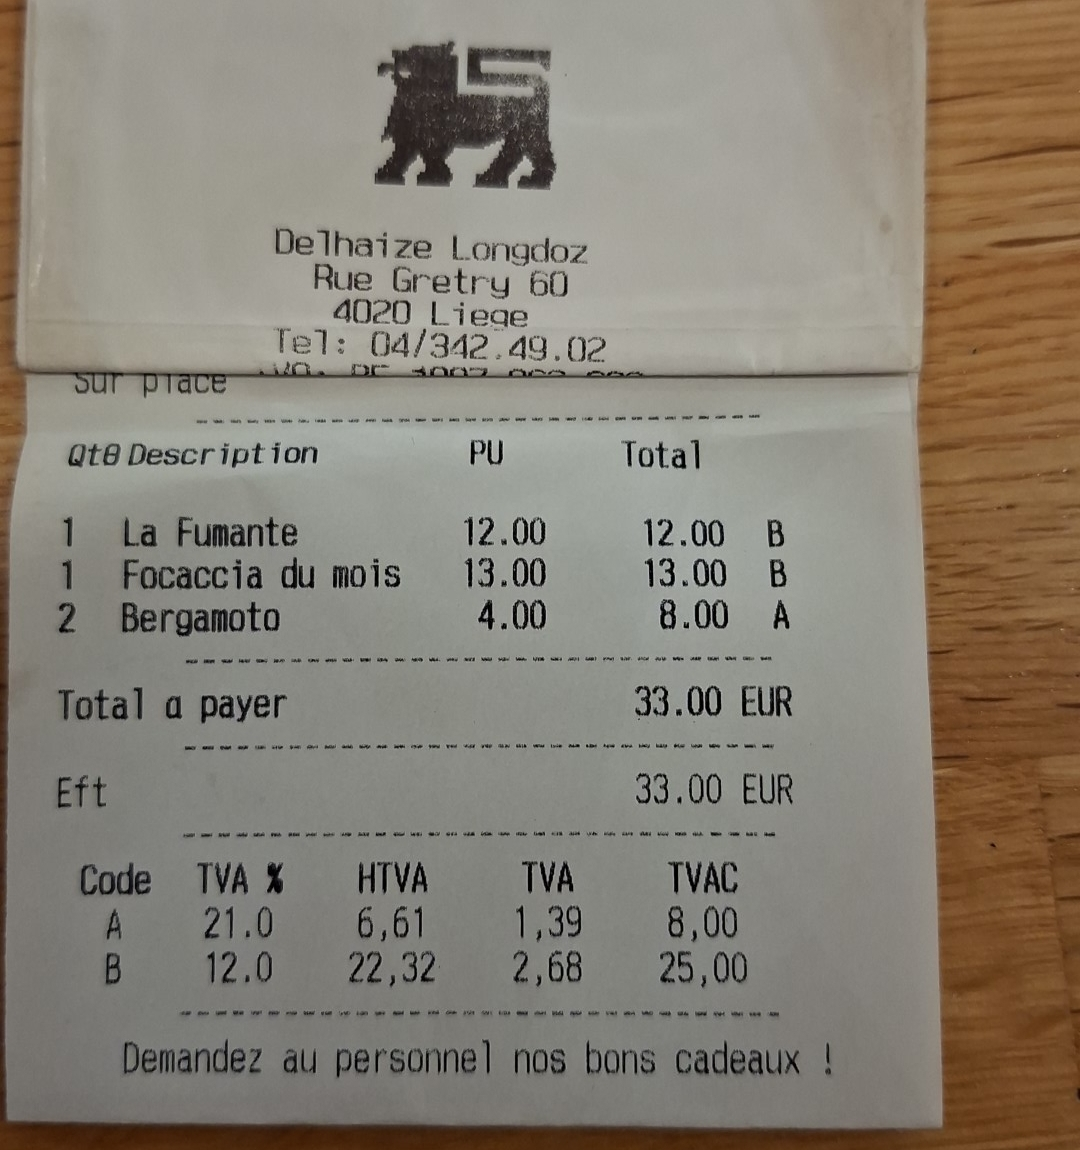 Delhaize Longdoz
Rue Gretry 60
4020 Liege
Tel: 04/342.49.02
Sur place
Qt0 Description PU Total
1 La Fumante 12.00 12.00 B
1 Focaccia du mois 13.00 13.00 B
2 Bergamoto 4.00 8.00 A
Total a payer 33.00 EUR
Eft 33.00 EUR
Code TVA % HTVA TVA TVAC
A 21.0 6,61 1,39 8,00
B 12.0 22,32 2,68 25,00
Demandez au personnel nos bons cadeaux !